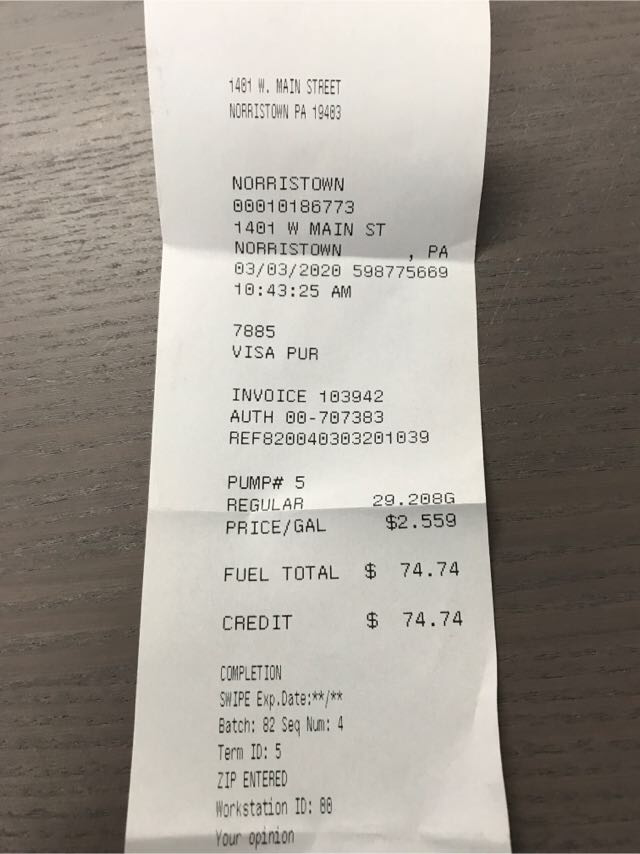 1401 W. MAIN STREET
NORRISTOWN PA 19403
NORRISTOWN
00010186773
1401 W MAIN ST
NORRISTOWN , PA
03/03/2020 598775669
10:43:25 AM
7885
VISA PUR
INVOICE 103942
AUTH 00-707383
REF820040303201039
PUMP# 5
REGULAR 29.208G
PRICE/GAL $2.559
FUEL TOTAL $ 74.74
CREDIT $ 74.74
COMPLETION
SWIPE Exp.Date:**/**
Batch: 82 Seq Num: 4
Term ID: 5
ZIP ENTERED
Workstation ID: 00
Your opinion